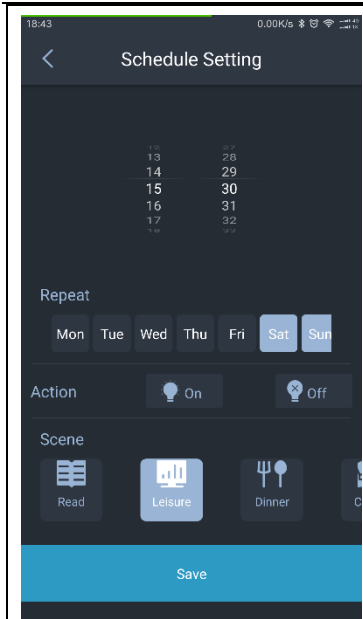 18:43 0.00K/s
Schedule Setting
13 28
14 29
15 30
16 31
17 32
Repeat
Mon Tue Wed Thu Fri Sat Sun
Action On Off
Scene
Read Leisure Dinner
Save